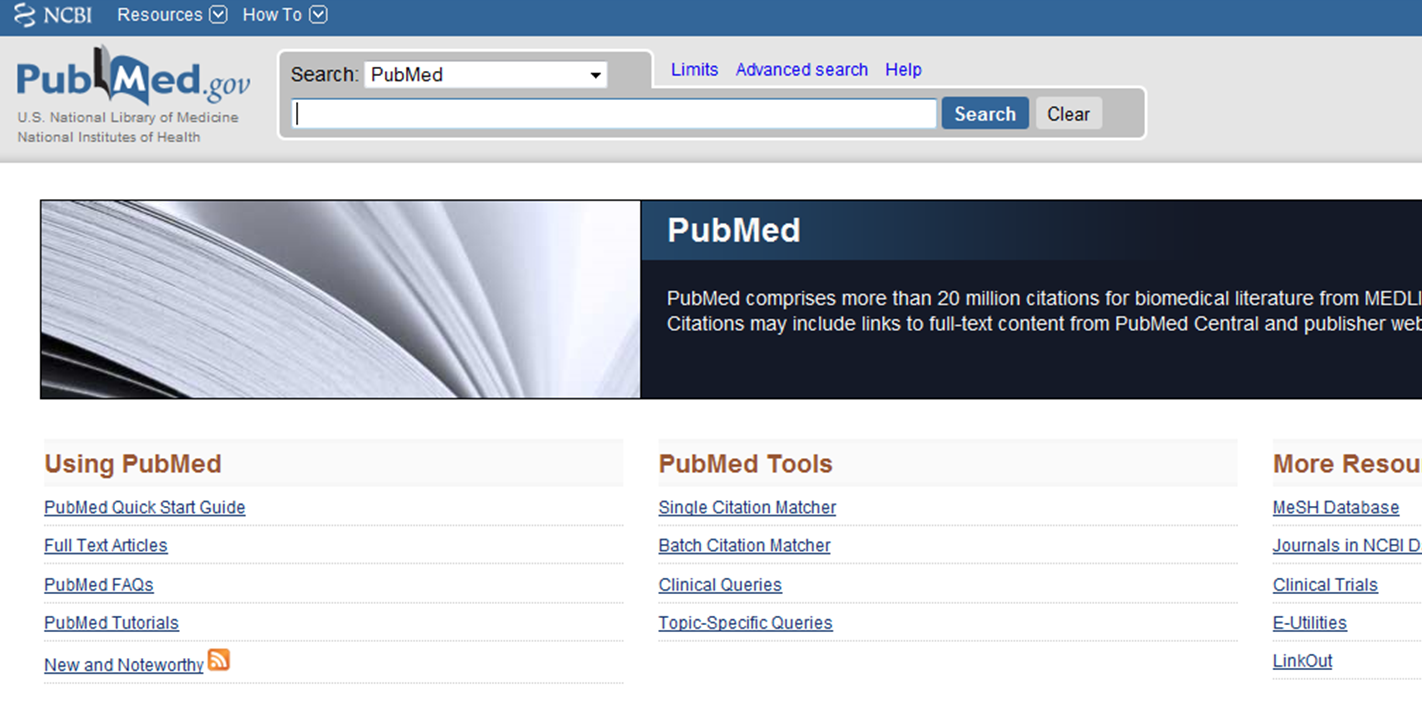 NCBI Resources How To
PubMed.gov
U.S. National Library of Medicine
National Institutes of Health
Search: PubMed
Limits Advanced search Help
Search Clear
PubMed
PubMed comprises more than 20 million citations for biomedical literature from MEDLI
Citations may include links to full-text content from PubMed Central and publisher web
Using PubMed
PubMed Quick Start Guide
Full Text Articles
PubMed FAQs
PubMed Tutorials
New and Noteworthy
PubMed Tools
Single Citation Matcher
Batch Citation Matcher
Clinical Queries
Topic-Specific Queries
More Resou
MeSH Database
Journals in NCBI D
Clinical Trials
E-Utilities
LinkOut